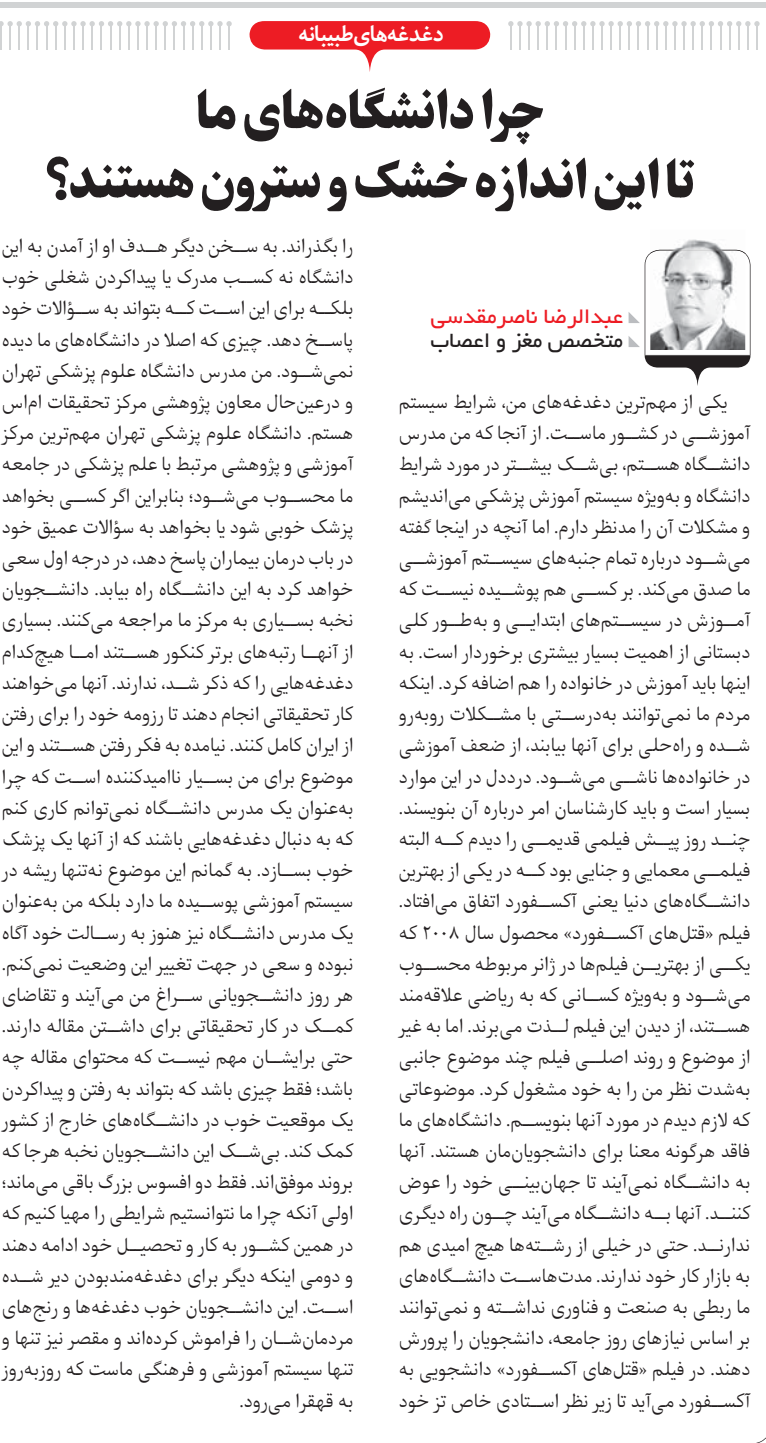 دغدغه‌های‌طبیبانه
چرا دانشگاه‌های ما
تا این اندازه خشک و سترون هستند؟
عبدالرضا ناصرمقدسی
متخصص مغز و اعصاب
یکی از مهم‌ترین دغدغه‌های من، شرایط سیستم
آموزشی در کشور ماست. از آنجا که من مدرس
دانشگاه هستم، بی‌شک بیشتر در مورد شرایط
دانشگاه و به‌ویژه سیستم آموزش پزشکی می‌اندیشم
و مشکلات آن را مدنظر دارم. اما آنچه در اینجا گفته
می‌شود درباره تمام جنبه‌های سیستم آموزشی
ما صدق می‌کند. بر کسی هم پوشیده نیست که
آموزش در سیستم‌های ابتدایی و به‌طور کلی
دبستانی از اهمیت بسیار بیشتری برخوردار است. به
اینها باید آموزش در خانواده را هم اضافه کرد. اینکه
مردم ما نمی‌توانند به‌درستی با مشکلات روبه‌رو
شده و راه‌حلی برای آنها بیابند، از ضعف آموزشی
در خانواده‌ها ناشی می‌شود. درددل در این موارد
بسیار است و باید کارشناسان امر درباره آن بنویسند.
چند روز پیش فیلمی قدیمی را دیدم که البته
فیلمی معمایی و جنایی بود که در یکی از بهترین
دانشگاه‌های دنیا یعنی آکسفورد اتفاق می‌افتاد.
فیلم «قتل‌های آکسفورد» محصول سال ۲۰۰۸ که
یکی از بهترین فیلم‌ها در ژانر مربوطه محسوب
می‌شود و به‌ویژه کسانی که به ریاضی علاقه‌مند
هستند، از دیدن این فیلم لذت می‌برند. اما به غیر
از موضوع و روند اصلی فیلم چند موضوع جانبی
به‌شدت نظر من را به خود مشغول کرد. موضوعاتی
که لازم دیدم در مورد آنها بنویسم. دانشگاه‌های ما
فاقد هرگونه معنا برای دانشجویان‌مان هستند. آنها
به دانشگاه نمی‌آیند تا جهان‌بینی خود را عوض
کنند. آنها به دانشگاه می‌آیند چون راه دیگری
ندارند. حتی در خیلی از رشته‌ها هیچ امیدی هم
به بازار کار خود ندارند. مدت‌هاست دانشگاه‌های
ما ربطی به صنعت و فناوری نداشته و نمی‌توانند
بر اساس نیازهای روز جامعه، دانشجویان را پرورش
دهند. در فیلم «قتل‌های آکسفورد» دانشجویی به
آکسفورد می‌آید تا زیر نظر استادی خاص تز خود
را بگذراند. به سخن دیگر هدف او از آمدن به این
دانشگاه نه کسب مدرک یا پیداکردن شغلی خوب
بلکه برای این است که بتواند به سؤالات خود
پاسخ دهد. چیزی که اصلا در دانشگاه‌های ما دیده
نمی‌شود. من مدرس دانشگاه علوم پزشکی تهران
و درعین‌حال معاون پژوهشی مرکز تحقیقات ام‌اس
هستم. دانشگاه علوم پزشکی تهران مهم‌ترین مرکز
آموزشی و پژوهشی مرتبط با علم پزشکی در جامعه
ما محسوب می‌شود؛ بنابراین اگر کسی بخواهد
پزشک خوبی شود یا بخواهد به سؤالات عمیق خود
در باب درمان بیماران پاسخ دهد، در درجه اول سعی
خواهد کرد به این دانشگاه راه بیابد. دانشجویان
نخبه بسیاری به مرکز ما مراجعه می‌کنند. بسیاری
از آنها رتبه‌های برتر کنکور هستند اما هیچ‌کدام
دغدغه‌هایی را که ذکر شد، ندارند. آنها می‌خواهند
کار تحقیقاتی انجام دهند تا رزومه خود را برای رفتن
از ایران کامل کنند. نیامده به فکر رفتن هستند و این
موضوع برای من بسیار ناامیدکننده است که چرا
به‌عنوان یک مدرس دانشگاه نمی‌توانم کاری کنم
که به دنبال دغدغه‌هایی باشند که از آنها یک پزشک
خوب بسازد. به گمانم این موضوع نه‌تنها ریشه در
سیستم آموزشی پوسیده ما دارد بلکه من به‌عنوان
یک مدرس دانشگاه نیز هنوز به رسالت خود آگاه
نبوده و سعی در جهت تغییر این وضعیت نمی‌کنم.
هر روز دانشجویانی سراغ من می‌آیند و تقاضای
کمک در کار تحقیقاتی برای داشتن مقاله دارند.
حتی برایشان مهم نیست که محتوای مقاله چه
باشد؛ فقط چیزی باشد که بتواند به رفتن و پیداکردن
یک موقعیت خوب در دانشگاه‌های خارج از کشور
کمک کند. بی‌شک این دانشجویان نخبه هرجا که
بروند موفق‌اند. فقط دو افسوس بزرگ باقی می‌ماند؛
اولی آنکه چرا ما نتوانستیم شرایطی را مهیا کنیم که
در همین کشور به کار و تحصیل خود ادامه دهند
و دومی اینکه دیگر برای دغدغه‌مندبودن دیر شده
است. این دانشجویان خوب دغدغه‌ها و رنج‌های
مردمان‌شان را فراموش کرده‌اند و مقصر نیز تنها و
تنها سیستم آموزشی و فرهنگی ماست که روزبه‌روز
به قهقرا می‌رود.